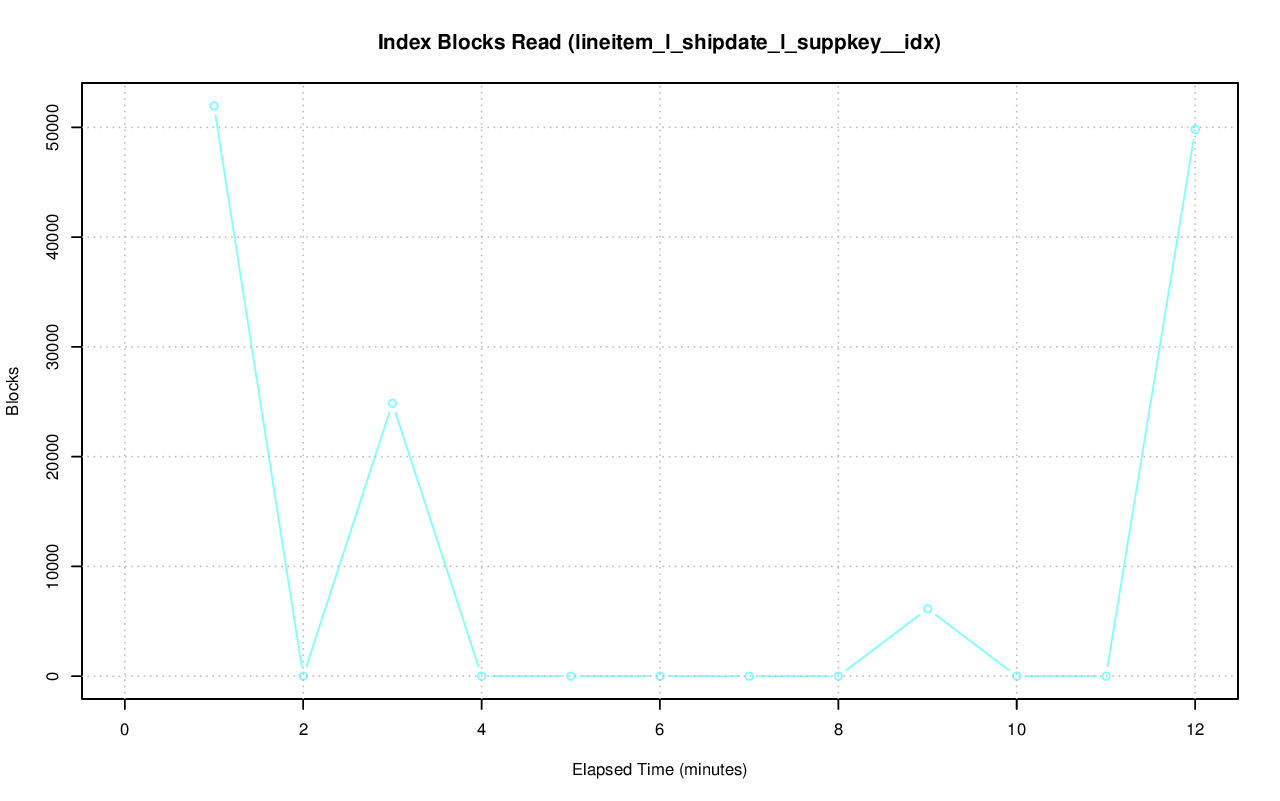 Index Blocks Read (lineitem_l_shipdate_l_suppkey__idx)
Blocks
50000
40000
30000
20000
10000
0
0 2 4 6 8 10 12
Elapsed Time (minutes)